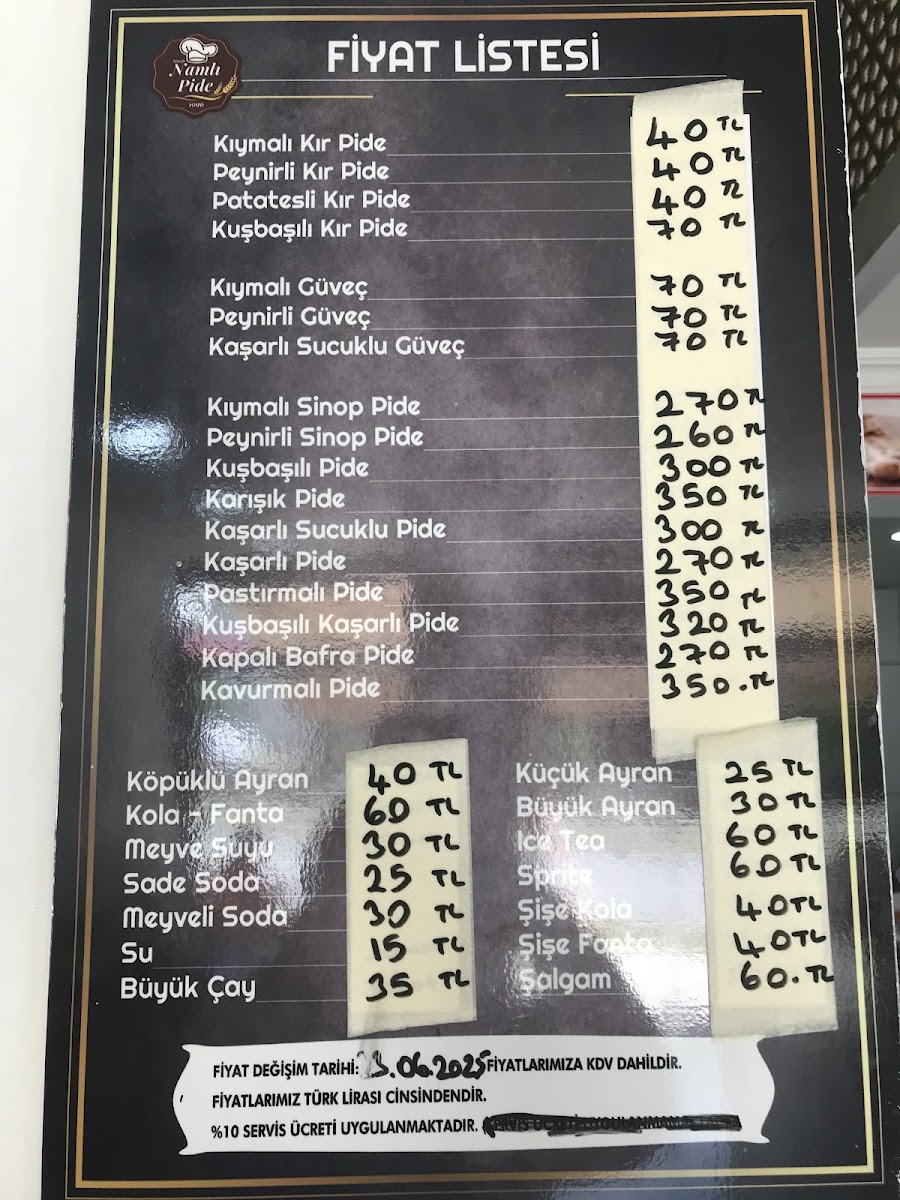 Namlı
Pide
1996
FİYAT LİSTESİ
Kıymalı Kır Pide 40 TL
Peynirli Kır Pide 40 TL
Patatesli Kır Pide 40 TL
Kuşbaşılı Kır Pide 70 TL
Kıymalı Güveç 70 TL
Peynirli Güveç 70 TL
Kaşarlı Sucuklu Güveç 70 TL
Kıymalı Sinop Pide 270 TL
Peynirli Sinop Pide 260 TL
Kuşbaşılı Pide 300 TL
Karışık Pide 350 TL
Kaşarlı Sucuklu Pide 300 TL
Kaşarlı Pide 270 TL
Pastırmalı Pide 350 TL
Kuşbaşılı Kaşarlı Pide 320 TL
Kapalı Bafra Pide 270 TL
Kavurmalı Pide 350.TL
Köpüklü Ayran 40 TL
Kola - Fanta 60 TL
Meyve Suyu 30 TL
Sade Soda 25 TL
Meyveli Soda 30 TL
Su 15 TL
Büyük Çay 35 TL
Küçük Ayran 25 TL
Büyük Ayran 30 TL
Ice Tea 60 TL
Sprite 60 TL
Şişe Kola 40 TL
Şişe Fanta 40 TL
Şalgam 60.TL
FİYAT DEĞİŞİM TARİHİ: 23.06.2025 FİYATLARIMIZA KDV DAHİLDİR.
FİYATLARIMIZ TÜRK LİRASI CİNSİNDENDİR.
%10 SERVİS ÜCRETİ UYGULANMAKTADIR.